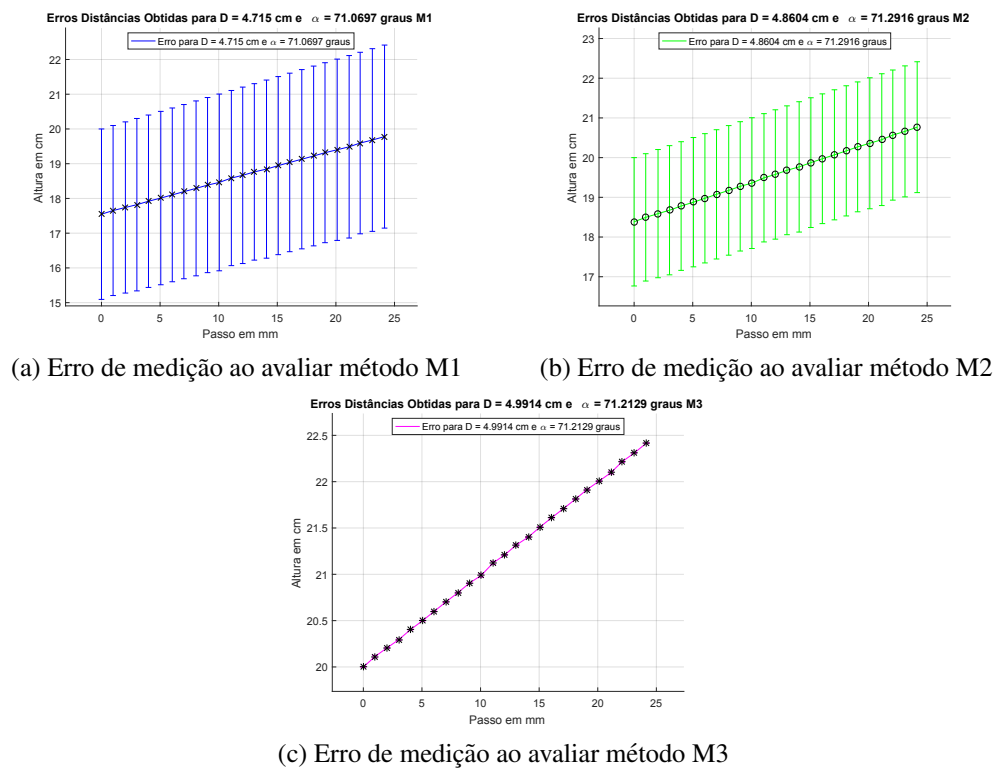 Erros Distâncias Obtidas para D = 4.715 cm e α = 71.0697 graus M1
Erro para D = 4.715 cm e α = 71.0697 graus
22
21
20
19
18
17
16
15
Altura em cm
0 5 10 15 20 25
Passo em mm
(a) Erro de medição ao avaliar método M1
Erros Distâncias Obtidas para D = 4.8604 cm e α = 71.2916 graus M2
Erro para D = 4.8604 cm e α = 71.2916 graus
23
22
21
20
19
18
17
Altura em cm
0 5 10 15 20 25
Passo em mm
(b) Erro de medição ao avaliar método M2
Erros Distâncias Obtidas para D = 4.9914 cm e α = 71.2129 graus M3
Erro para D = 4.9914 cm e α = 71.2129 graus
22.5
22
21.5
21
20.5
20
Altura em cm
0 5 10 15 20 25
Passo em mm
(c) Erro de medição ao avaliar método M3